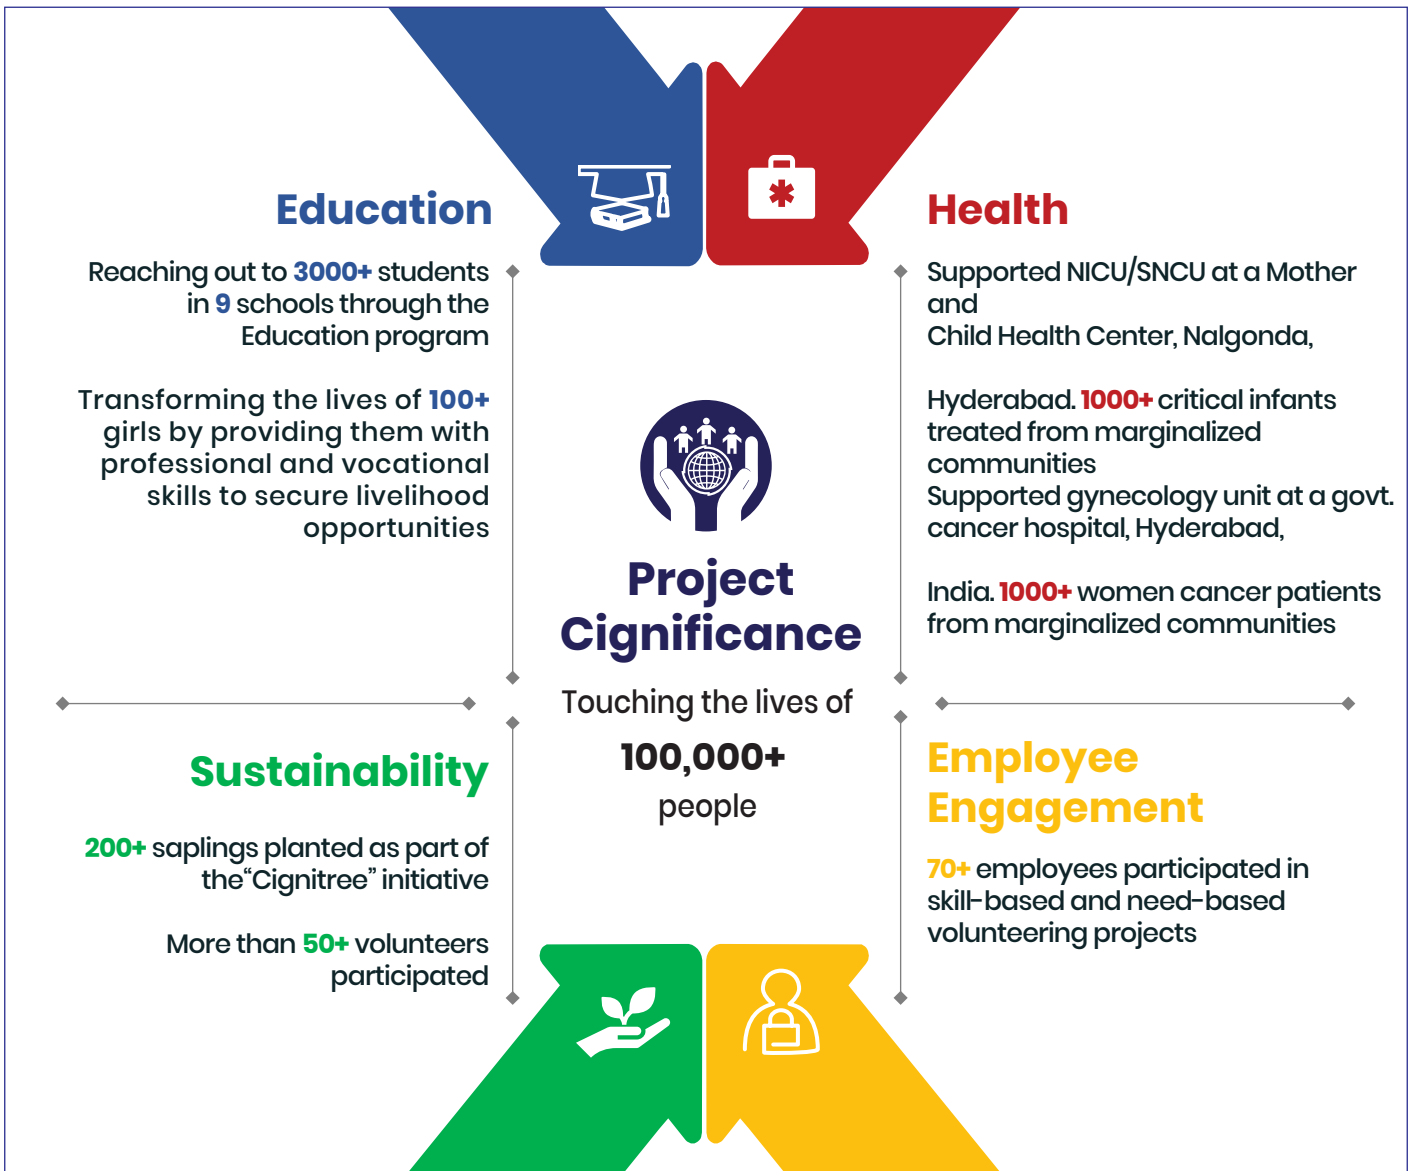 Education
Reaching out to 3000+ students
in 9 schools through the
Education program
Transforming the lives of 100+
girls by providing them with
professional and vocational
skills to secure livelihood
opportunities
Health
Supported NICU/SNCU at a Mother
and
Child Health Center, Nalgonda,
Hyderabad. 1000+ critical infants
treated from marginalized
communities
Supported gynecology unit at a govt.
cancer hospital, Hyderabad,
India. 1000+ women cancer patients
from marginalized communities
Project
Cignificance
Touching the lives of
100,000+
people
Sustainability
200+ saplings planted as part of
the“Cignitree” initiative
More than 50+ volunteers
participated
Employee
Engagement
70+ employees participated in
skill-based and need-based
volunteering projects